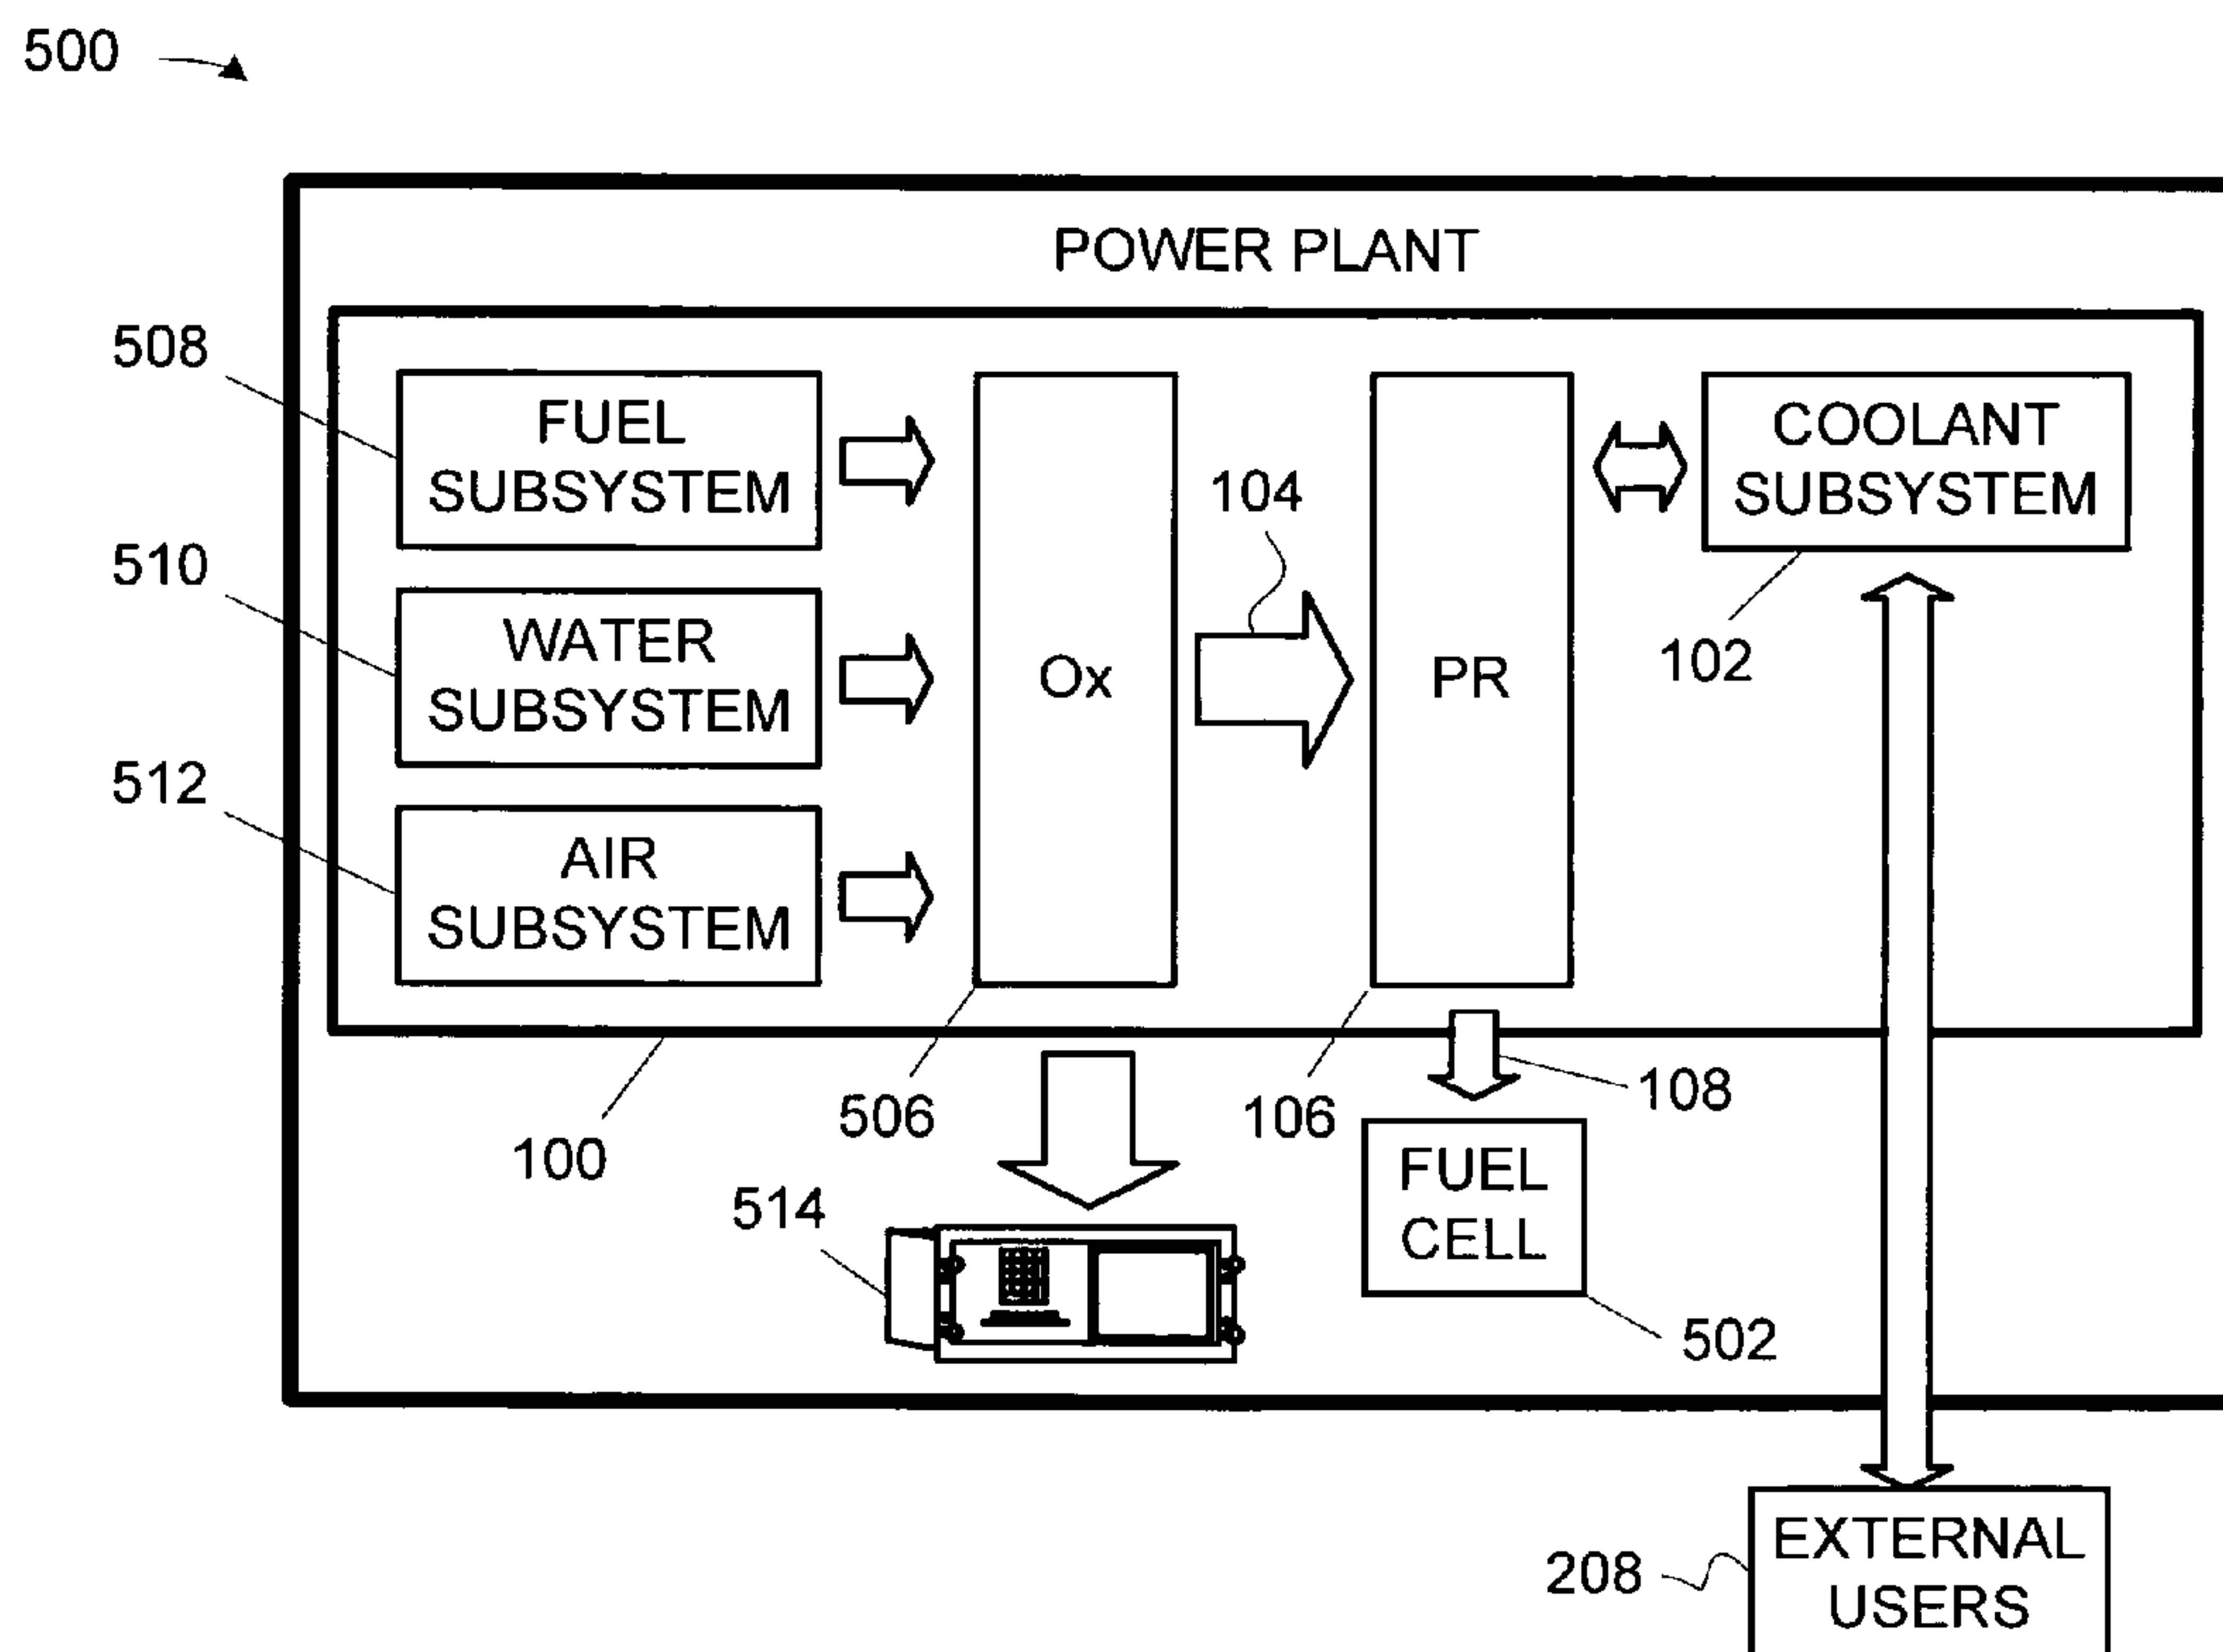 500
POWER PLANT
508
FUEL
SUBSYSTEM
COOLANT
SUBSYSTEM
104
510
WATER
SUBSYSTEM
Ox
PR
102
512
AIR
SUBSYSTEM
506
106
108
100
FUEL
CELL
514
502
EXTERNAL
USERS
208